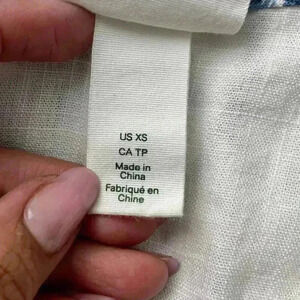 US XS
CA TP
Made in
China
Fabriqué en
Chine